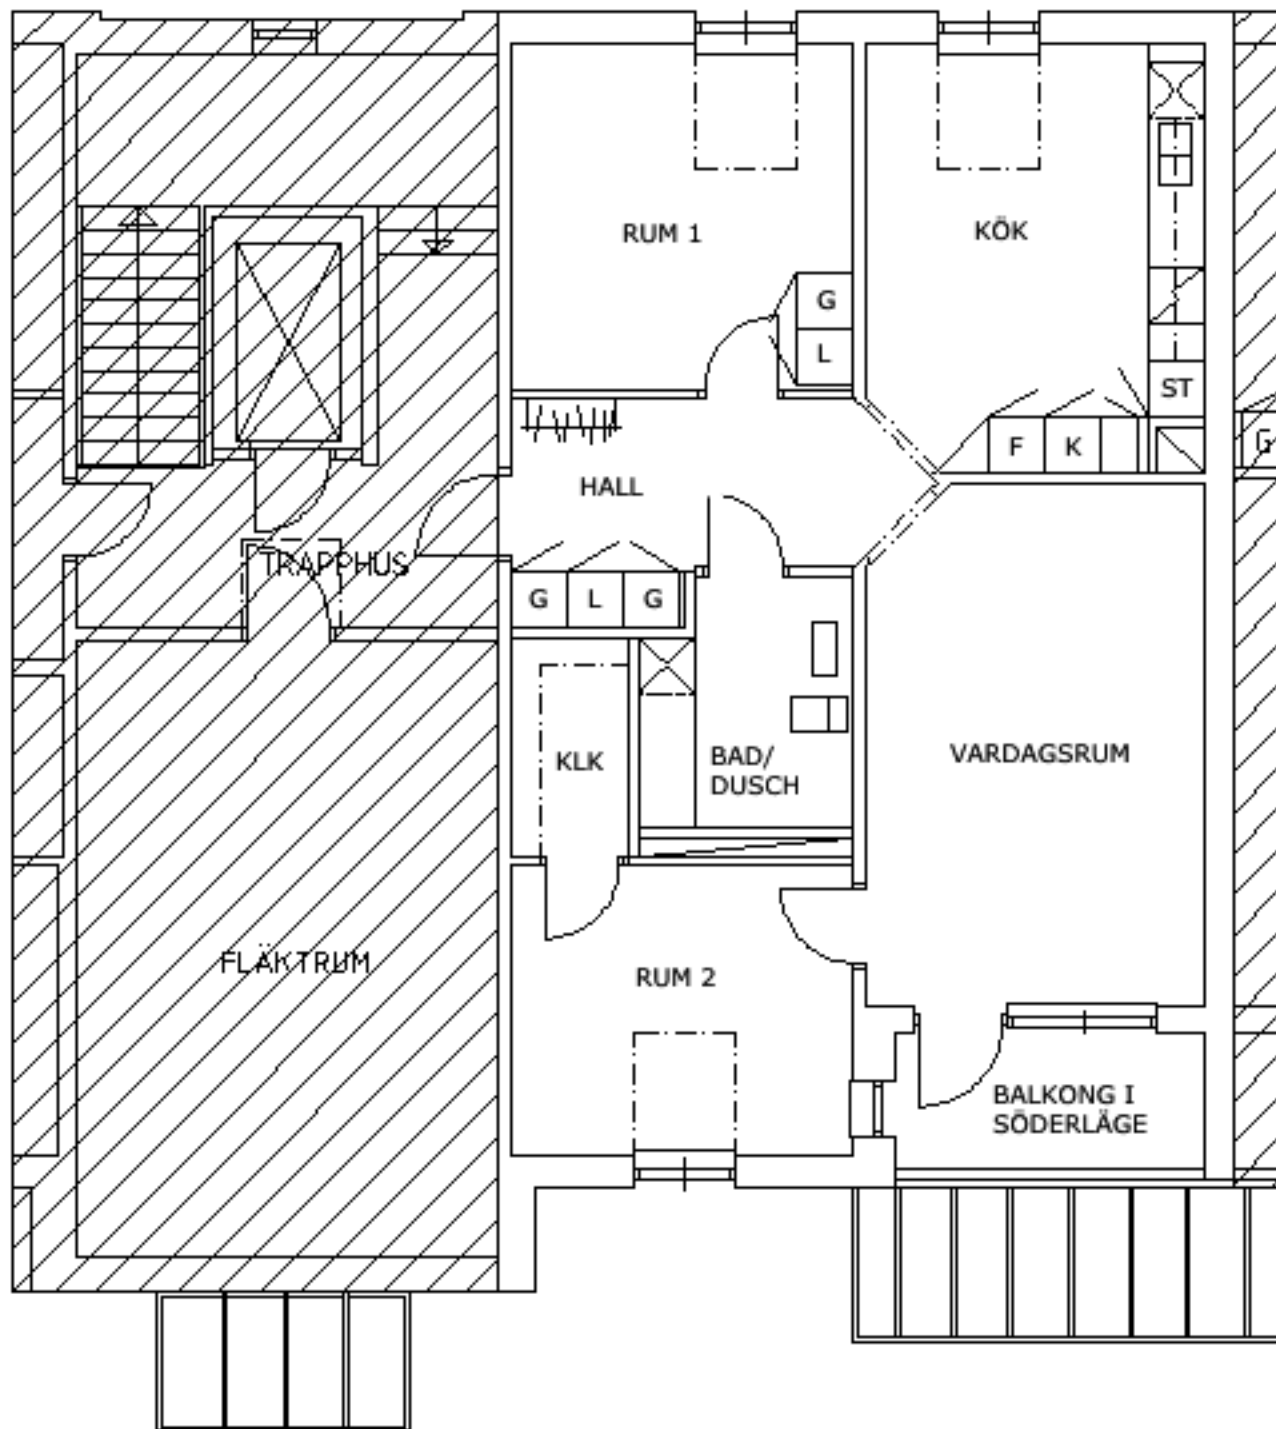 RUM 1
KÖK
G
L
ST
F
K
G
HALL
TRAPPHUS
G
L
G
KLK
BAD/
DUSCH
VARDAGSRUM
FLÄKTRUM
RUM 2
BALKONG I
SÖDERLÄGE